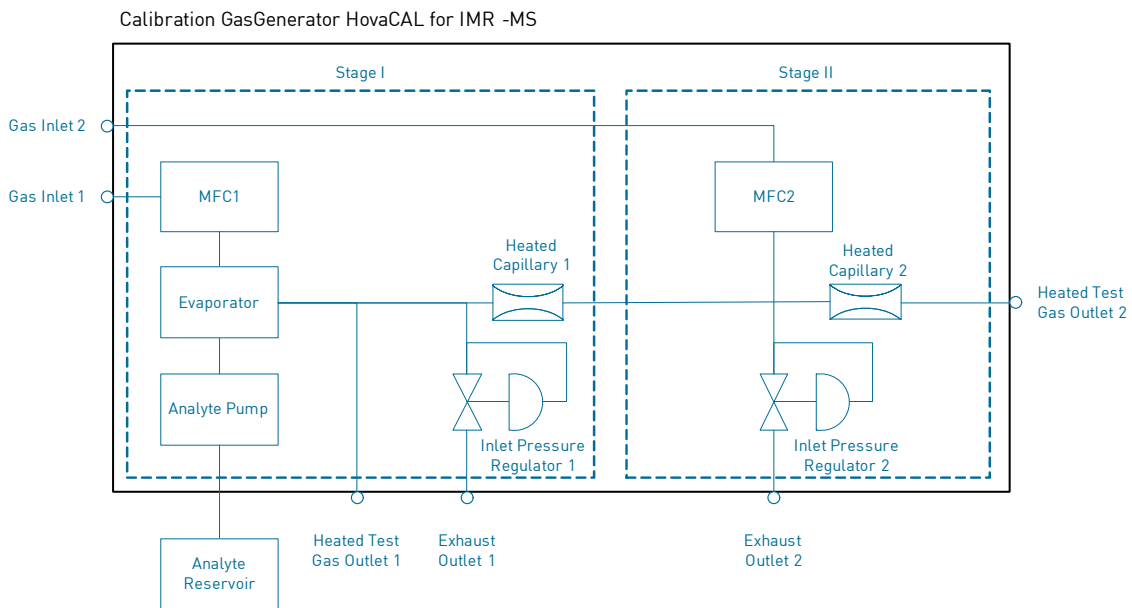 Calibration GasGenerator HovaCAL for IMR -MS
Stage I
Stage II
Gas Inlet 2
Gas Inlet 1
MFC1
MFC2
Heated
Capillary 1
Heated
Capillary 2
Evaporator
Heated Test
Gas Outlet 2
Analyte Pump
Inlet Pressure
Regulator 1
Inlet Pressure
Regulator 2
Heated Test
Gas Outlet 1
Exhaust
Outlet 1
Exhaust
Outlet 2
Analyte
Reservoir